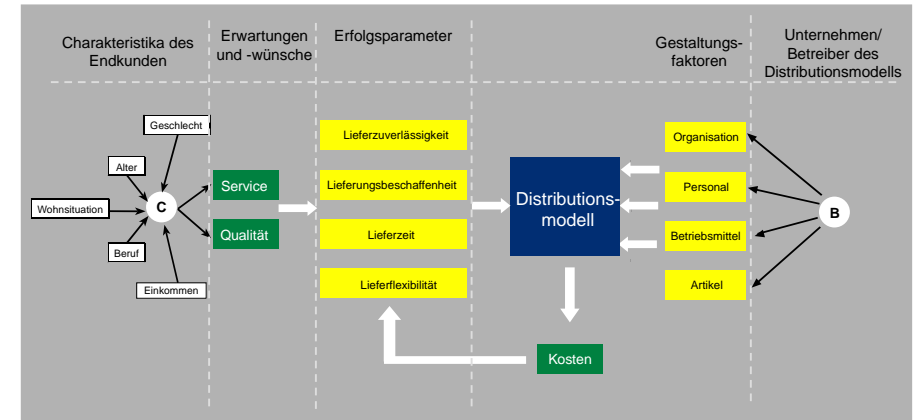 Charakteristika des
Endkunden
Erwartungen
und -wünsche
Erfolgsparameter
Gestaltungs-
faktoren
Unternehmen/
Betreiber des
Distributionsmodells
Geschlecht
Alter
Wohnsituation
Beruf
Einkommen
C
Service
Qualität
Lieferzuverlässigkeit
Lieferungsbeschaffenheit
Lieferzeit
Lieferflexibilität
Distributions-
modell
Kosten
Organisation
Personal
Betriebsmittel
Artikel
B